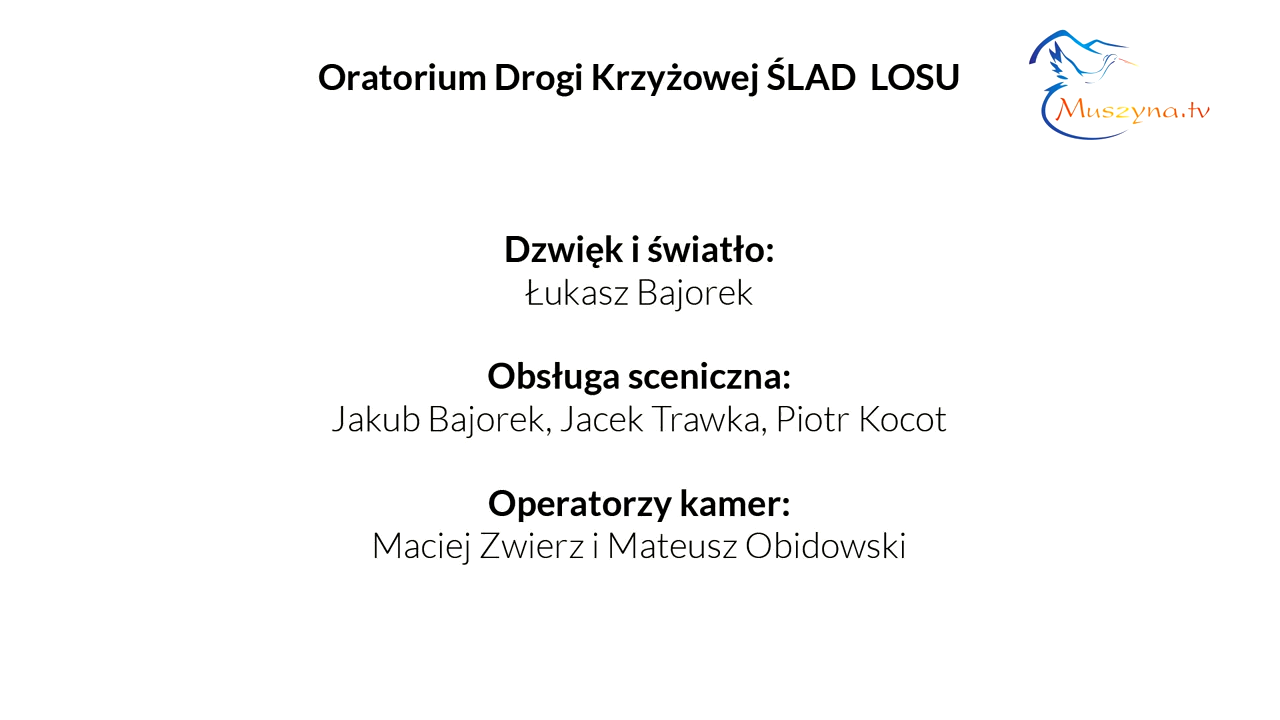 Oratorium Drogi Krzyżowej ŚLAD  LOSU
Muszyna.tv
Dzwięk i światło:
Łukasz Bajorek
Obsługa sceniczna:
Jakub Bajorek, Jacek Trawka, Piotr Kocot
Operatorzy kamer:
Maciej Zwierz i Mateusz Obidowski